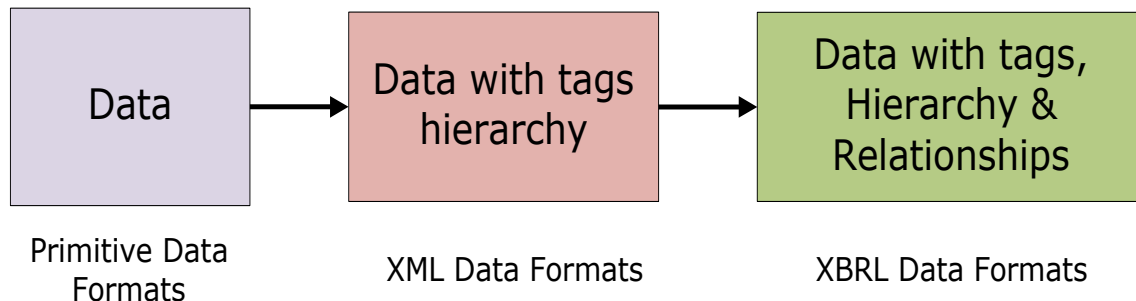 Data
Data with tags
hierarchy
Data with tags,
Hierarchy &
Relationships
Primitive Data
Formats
XML Data Formats
XBRL Data Formats